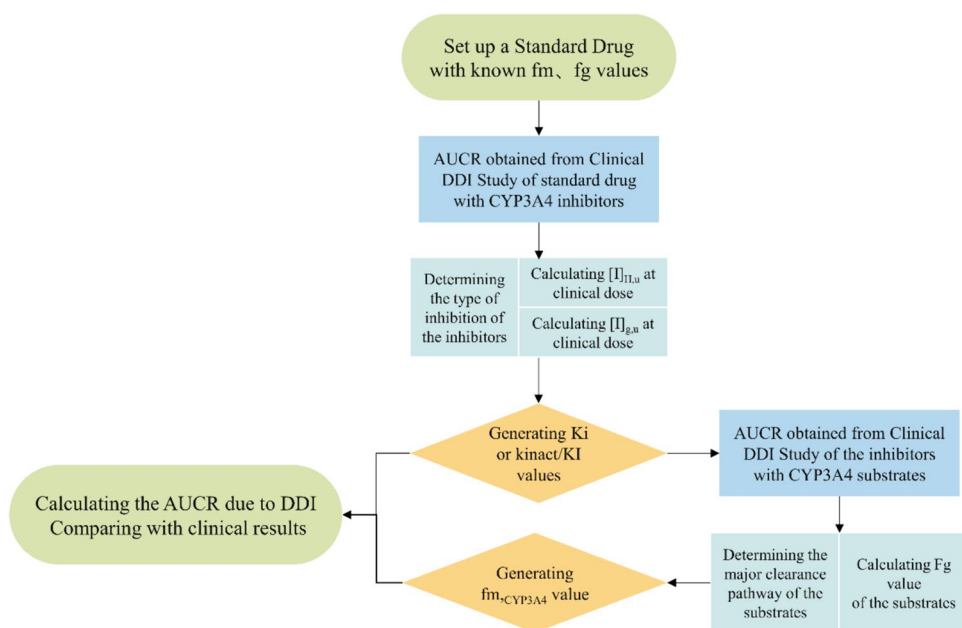 Set up a Standard Drug
with known fm、fg values
AUCR obtained from Clinical
DDI Study of standard drug
with CYP3A4 inhibitors
Determining
the type of
inhibition of
the inhibitors
Calculating [I]II,u at
clinical dose
Calculating [I]g,u at
clinical dose
Generating Ki
or kinact/KI
values
AUCR obtained from Clinical
DDI Study of the inhibitors
with CYP3A4 substrates
Calculating the AUCR due to DDI
Comparing with clinical results
Generating
fm,CYP3A4 value
Determining the
major clearance
pathway of the
substrates
Calculating Fg
value
of the substrates